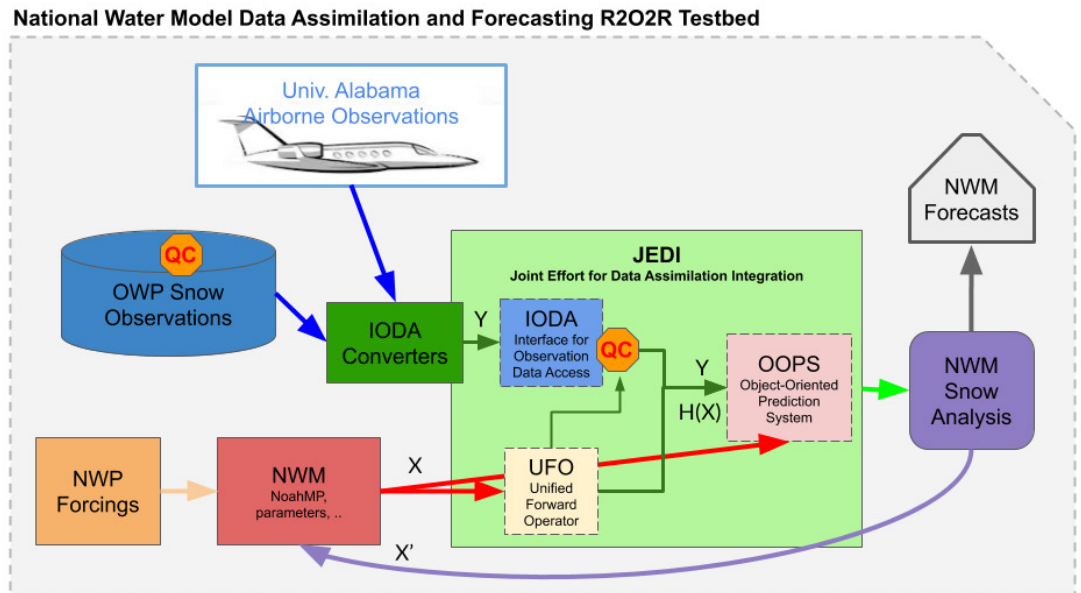 National Water Model Data Assimilation and Forecasting R2O2R Testbed
Univ. Alabama
Airborne Observations
QC
OWP Snow
Observations
IODA
Converters
Y
JEDI
Joint Effort for Data Assimilation Integration
IODA
Interface for
Observation
Data Access
QC
Y
H(X)
OOPS
Object-Oriented
Prediction
System
NWM
Forecasts
NWM
Snow
Analysis
NWP
Forcings
NWM
NoahMP,
parameters, ..
X
UFO
Unified
Forward
Operator
X'